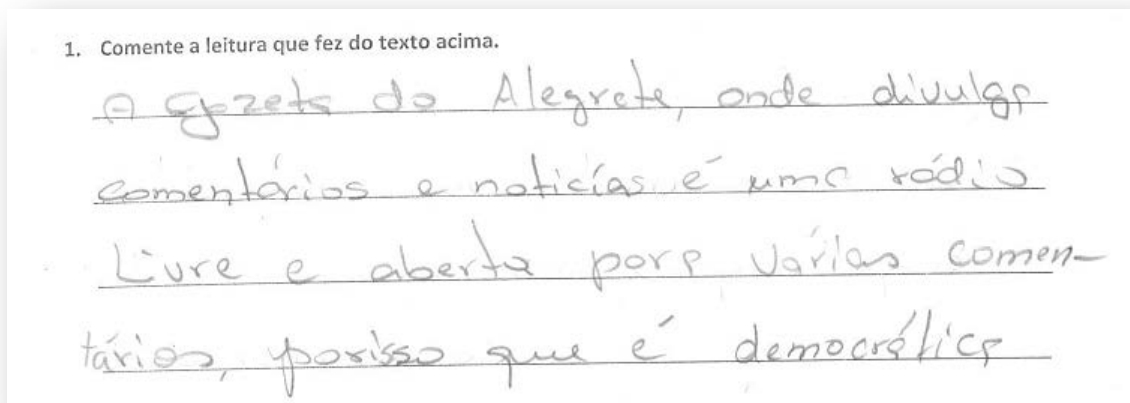 1. Comente a leitura que fez do texto acima.
A gazeta do Alegrete, onde divulga
comentários e notícias é uma rádio
Livre e aberta para várias comen-
tários, porisso que é democrática